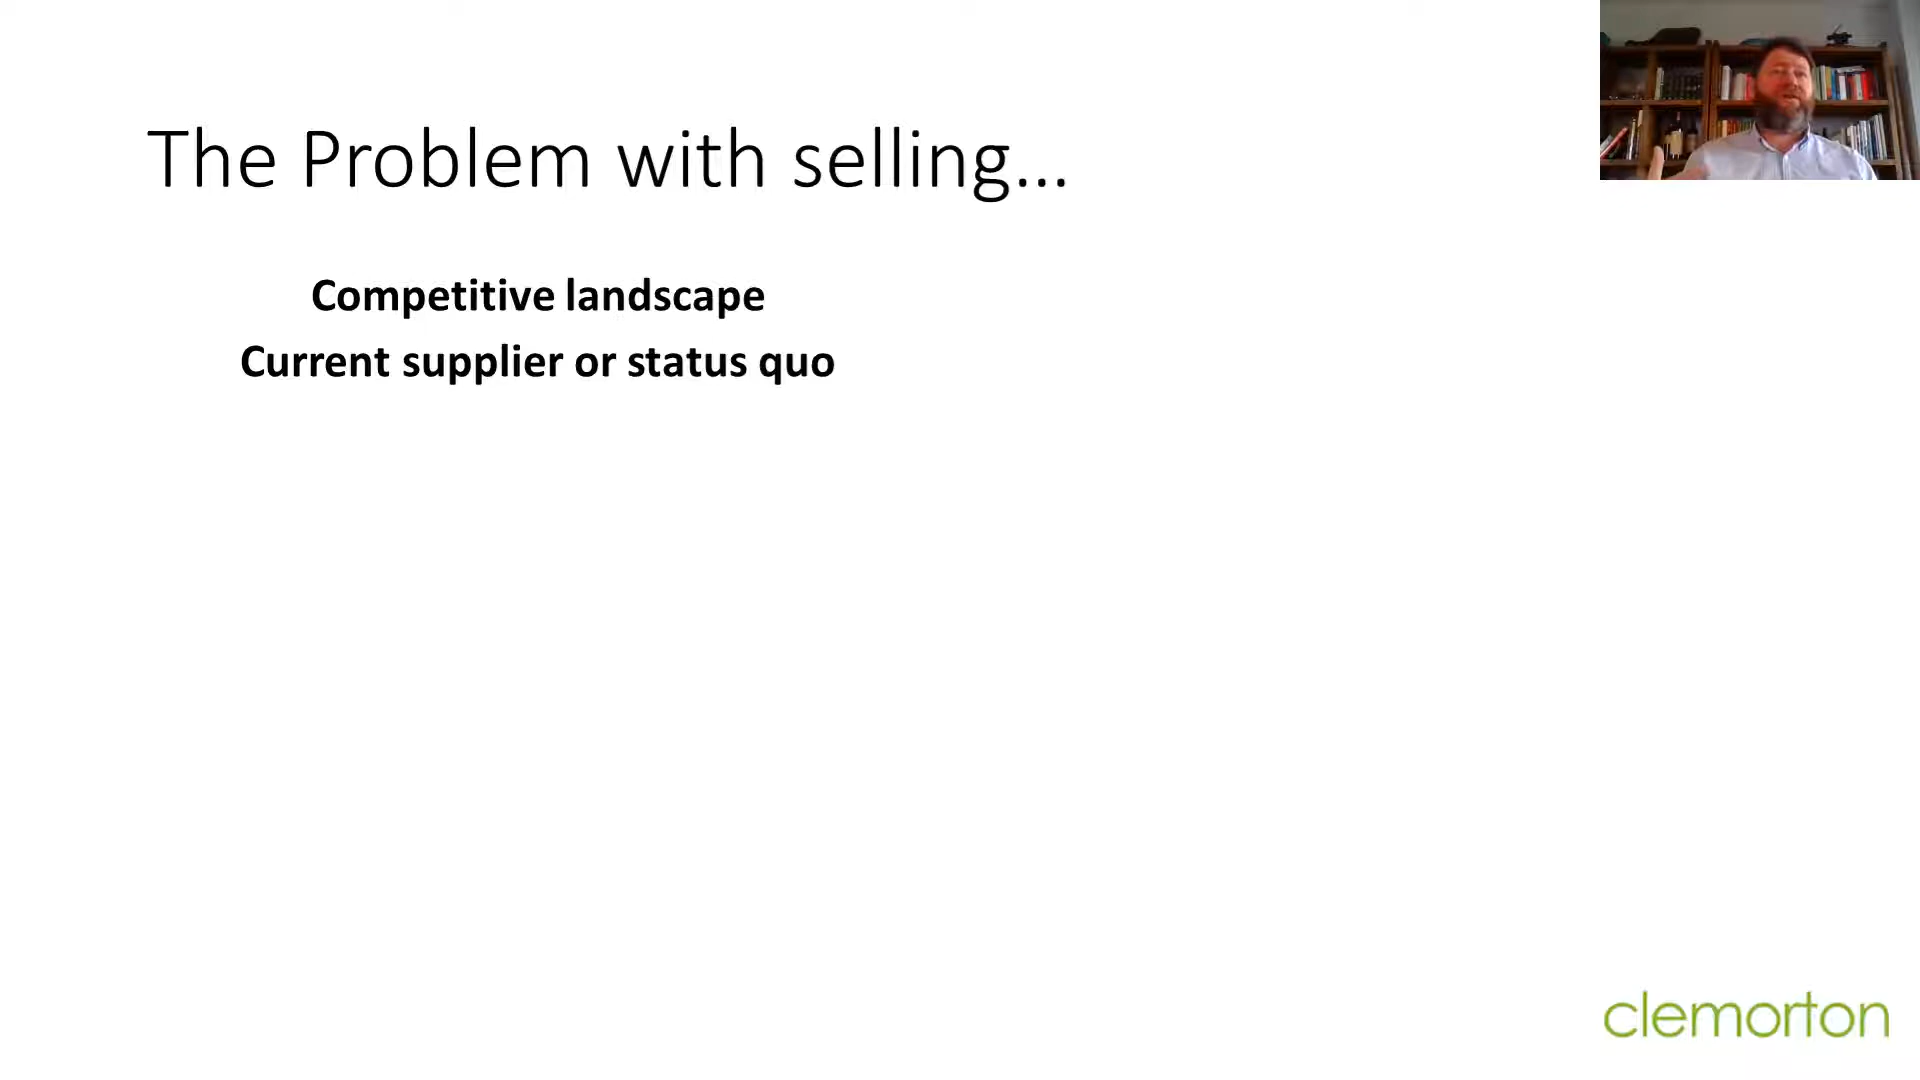 The Problem with selling...
Competitive landscape
Current supplier or status quo
clemorton